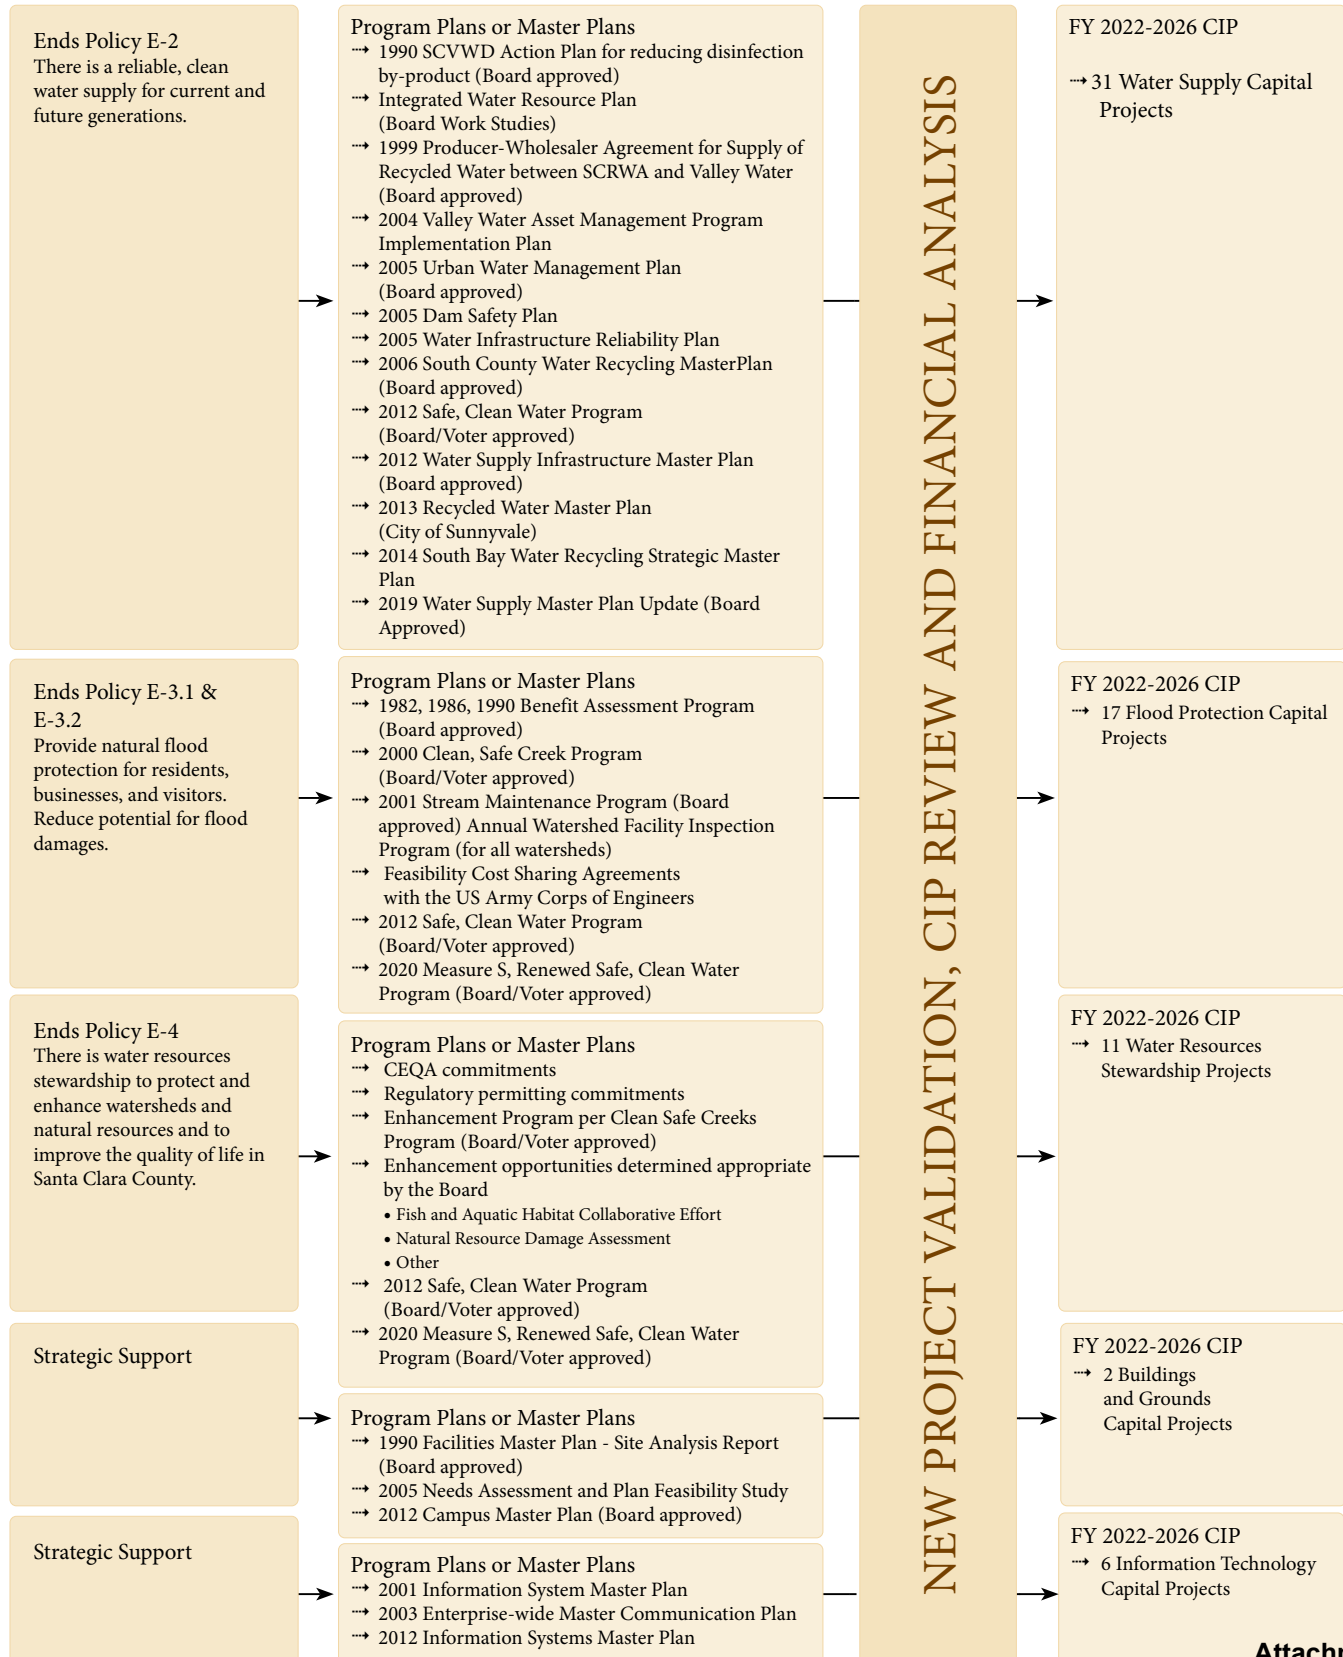 Ends Policy E-2
There is a reliable, clean
water supply for current and
future generations.
Program Plans or Master Plans
⤑ 1990 SCVWD Action Plan for reducing disinfection
by-product (Board approved)
⤑ Integrated Water Resource Plan
(Board Work Studies)
⤑ 1999 Producer-Wholesaler Agreement for Supply of
Recycled Water between SCRWA and Valley Water
(Board approved)
⤑ 2004 Valley Water Asset Management Program
Implementation Plan
⤑ 2005 Urban Water Management Plan
(Board approved)
⤑ 2005 Dam Safety Plan
⤑ 2005 Water Infrastructure Reliability Plan
⤑ 2006 South County Water Recycling MasterPlan
(Board approved)
⤑ 2012 Safe, Clean Water Program
(Board/Voter approved)
⤑ 2012 Water Supply Infrastructure Master Plan
(Board approved)
⤑ 2013 Recycled Water Master Plan
(City of Sunnyvale)
⤑ 2014 South Bay Water Recycling Strategic Master
Plan
⤑ 2019 Water Supply Master Plan Update (Board
Approved)
NEW PROJECT VALIDATION, CIP REVIEW AND FINANCIAL ANALYSIS
FY 2022-2026 CIP
⤑ 31 Water Supply Capital
Projects
Ends Policy E-3.1 &
E-3.2
Provide natural flood
protection for residents,
businesses, and visitors.
Reduce potential for flood
damages.
Program Plans or Master Plans
⤑ 1982, 1986, 1990 Benefit Assessment Program
(Board approved)
⤑ 2000 Clean, Safe Creek Program
(Board/Voter approved)
⤑ 2001 Stream Maintenance Program (Board
approved) Annual Watershed Facility Inspection
Program (for all watersheds)
⤑ Feasibility Cost Sharing Agreements
with the US Army Corps of Engineers
⤑ 2012 Safe, Clean Water Program
(Board/Voter approved)
⤑ 2020 Measure S, Renewed Safe, Clean Water
Program (Board/Voter approved)
FY 2022-2026 CIP
⤑ 17 Flood Protection Capital
Projects
Ends Policy E-4
There is water resources
stewardship to protect and
enhance watersheds and
natural resources and to
improve the quality of life in
Santa Clara County.
Program Plans or Master Plans
⤑ CEQA commitments
⤑ Regulatory permitting commitments
⤑ Enhancement Program per Clean Safe Creeks
Program (Board/Voter approved)
⤑ Enhancement opportunities determined appropriate
by the Board
• Fish and Aquatic Habitat Collaborative Effort
• Natural Resource Damage Assessment
• Other
⤑ 2012 Safe, Clean Water Program
(Board/Voter approved)
⤑ 2020 Measure S, Renewed Safe, Clean Water
Program (Board/Voter approved)
FY 2022-2026 CIP
⤑ 11 Water Resources
Stewardship Projects
Strategic Support
Program Plans or Master Plans
⤑ 1990 Facilities Master Plan - Site Analysis Report
(Board approved)
⤑ 2005 Needs Assessment and Plan Feasibility Study
⤑ 2012 Campus Master Plan (Board approved)
FY 2022-2026 CIP
⤑ 2 Buildings
and Grounds
Capital Projects
Strategic Support
Program Plans or Master Plans
⤑ 2001 Information System Master Plan
⤑ 2003 Enterprise-wide Master Communication Plan
⤑ 2012 Information Systems Master Plan
FY 2022-2026 CIP
⤑ 6 Information Technology
Capital Projects